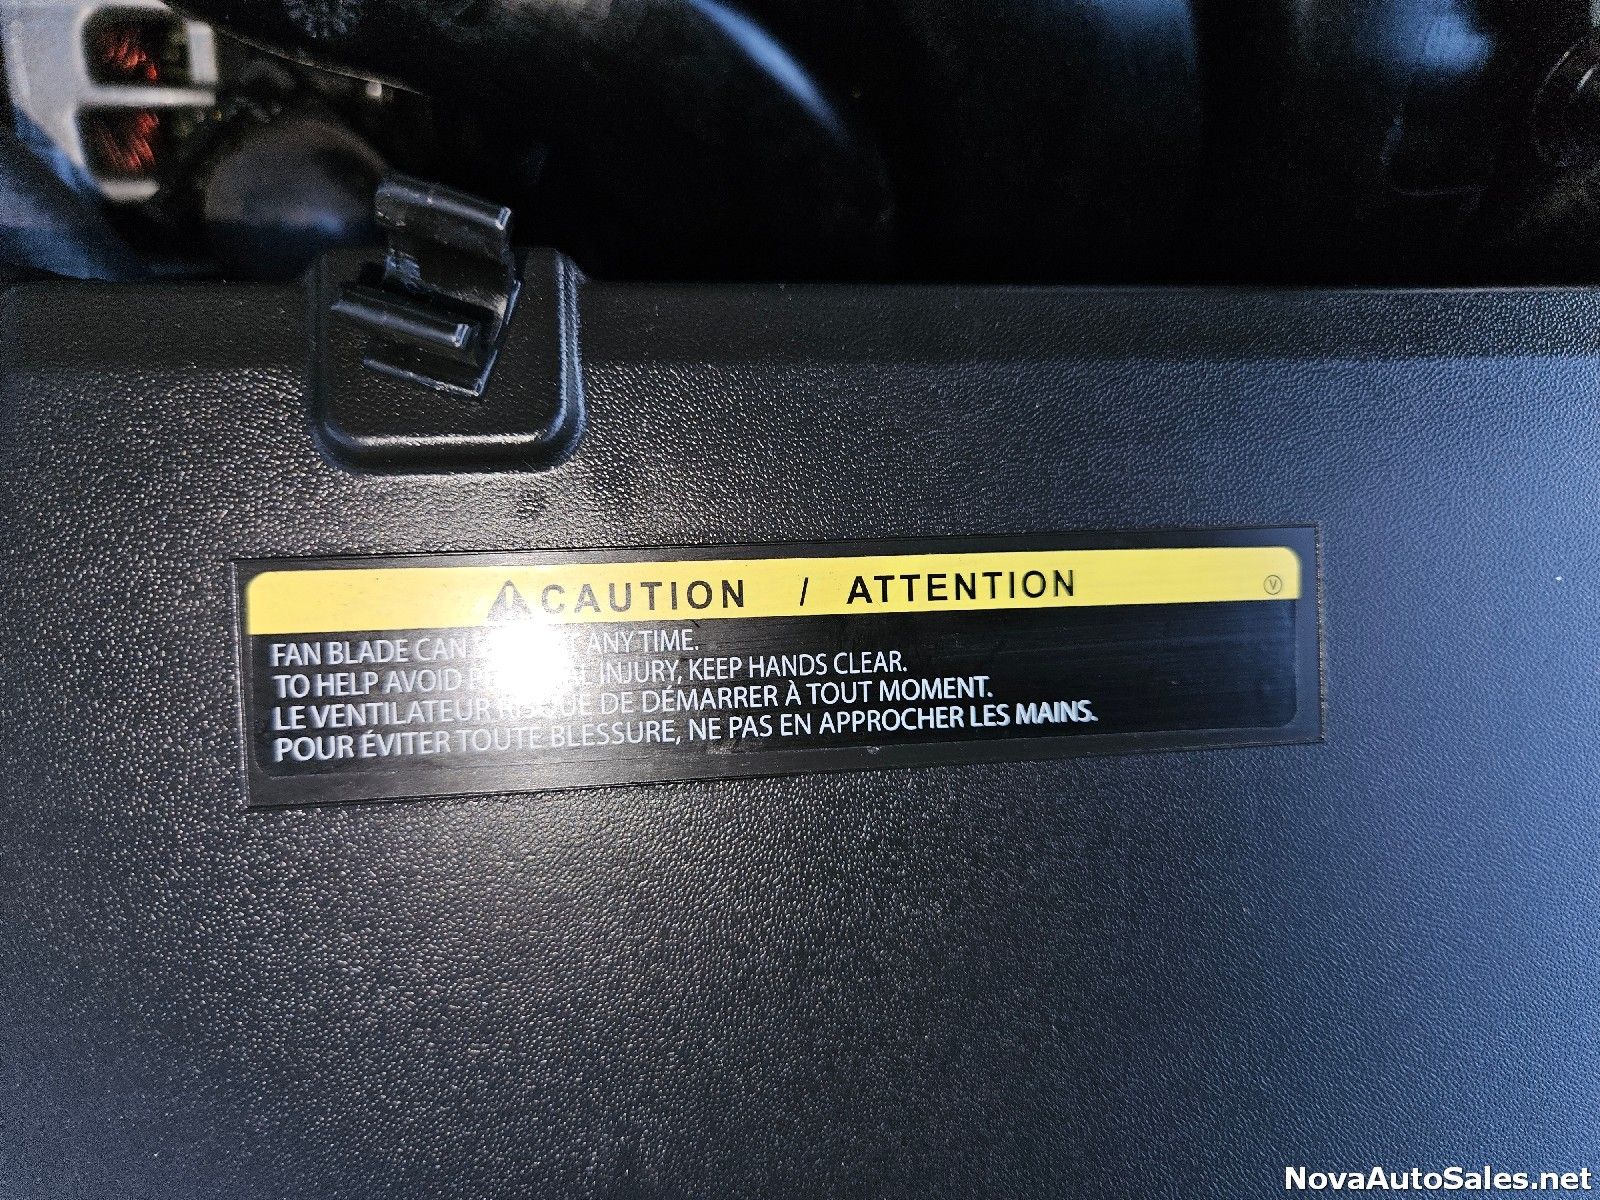 CAUTION / ATTENTION
V
FAN BLADE CAN ANY TIME.
TO HELP AVOID INJURY, KEEP HANDS CLEAR.
LE VENTILATEUR RISQUE DE DÉMARRER À TOUT MOMENT.
POUR ÉVITER TOUTE BLESSURE, NE PAS EN APPROCHER LES MAINS.
NovaAutoSales.net